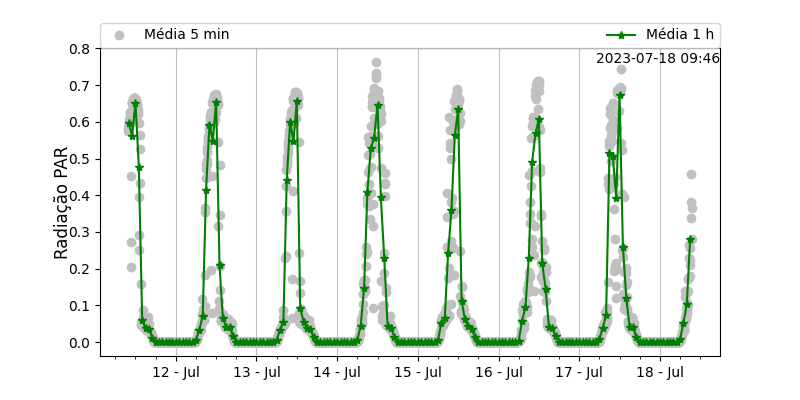 Média 5 min
Média 1 h
2023-07-18 09:46
Radiação PAR
0.8
0.7
0.6
0.5
0.4
0.3
0.2
0.1
0.0
12 - Jul
13 - Jul
14 - Jul
15 - Jul
16 - Jul
17 - Jul
18 - Jul